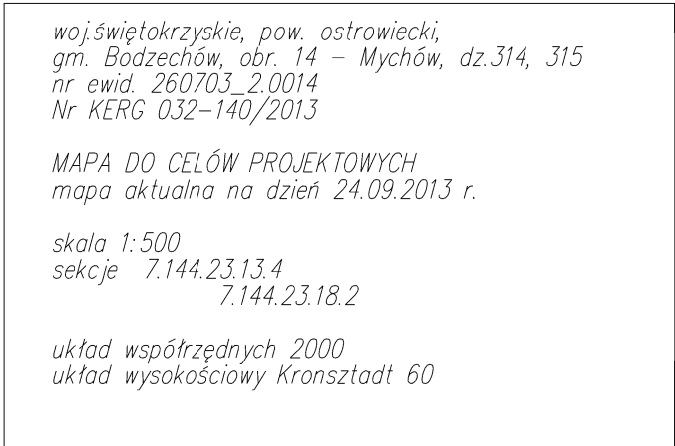 woj.świętokrzyskie, pow. ostrowiecki,
gm. Bodzechów, obr. 14 – Mychów, dz.314, 315
nr ewid. 260703_2.0014
Nr KERG 032–140/2013
MAPA DO CELÓW PROJEKTOWYCH
mapa aktualna na dzień 24.09.2013 r.
skala 1:500
sekcje 7.144.23.13.4
7.144.23.18.2
układ współrzędnych 2000
układ wysokościowy Kronsztadt 60